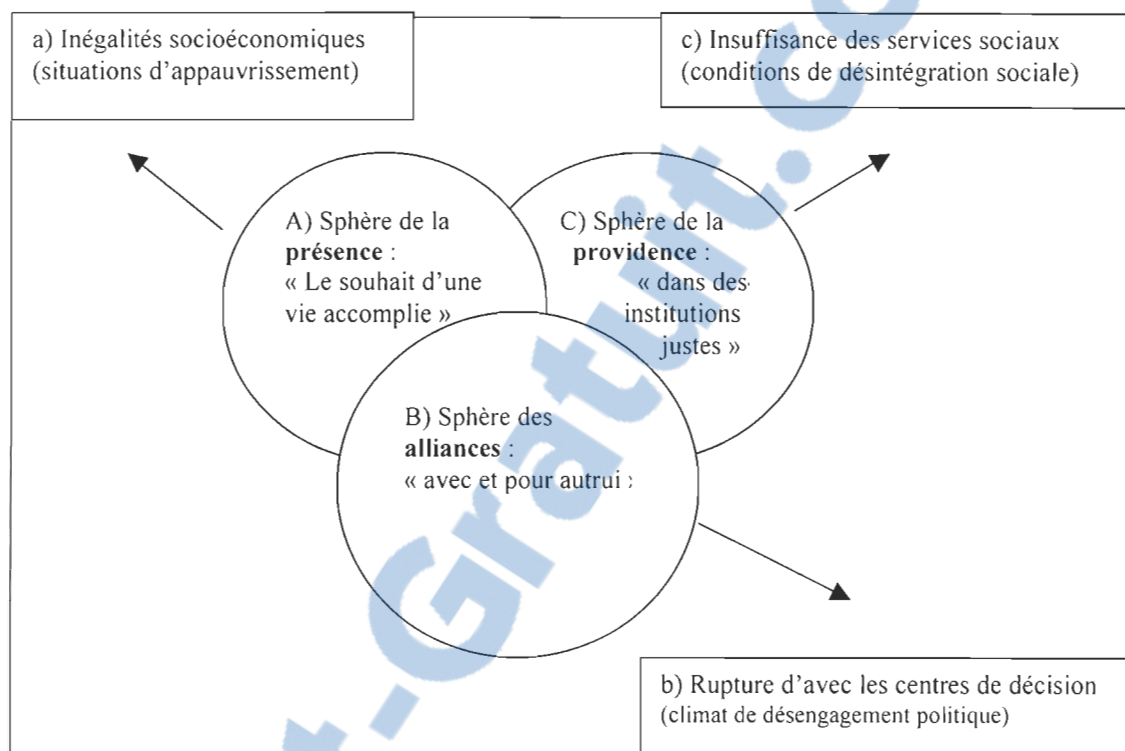 a) Inégalités socioéconomiques
(situations d'appauvrissement)
c) Insuffisance des services sociaux
(conditions de désintégration sociale)
A) Sphère de la
présence :
« Le souhait d'une
vie accomplie »
C) Sphère de la
providence :
« dans des
institutions
justes »
B) Sphère des
alliances :
« avec et pour autrui :
b) Rupture d'avec les centres de décision
(climat de désengagement politique)
t-Gratuit.co